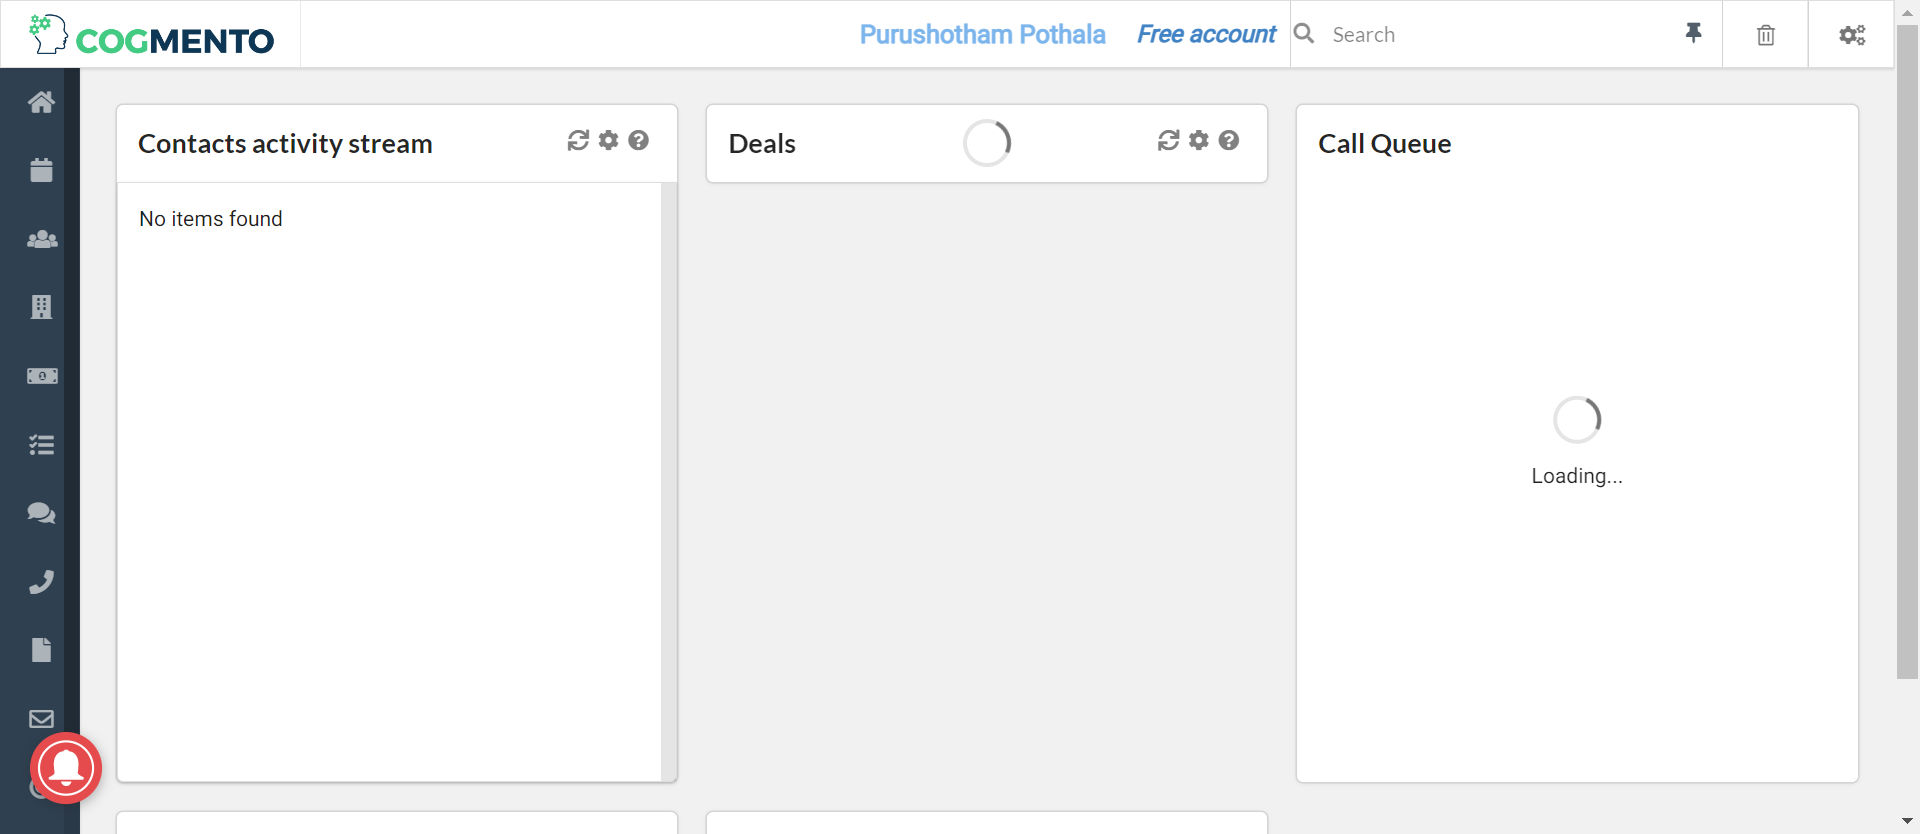 COGMENTO
Purushotham Pothala
Free account
Search
Contacts activity stream
No items found
Deals
Call Queue
Loading...